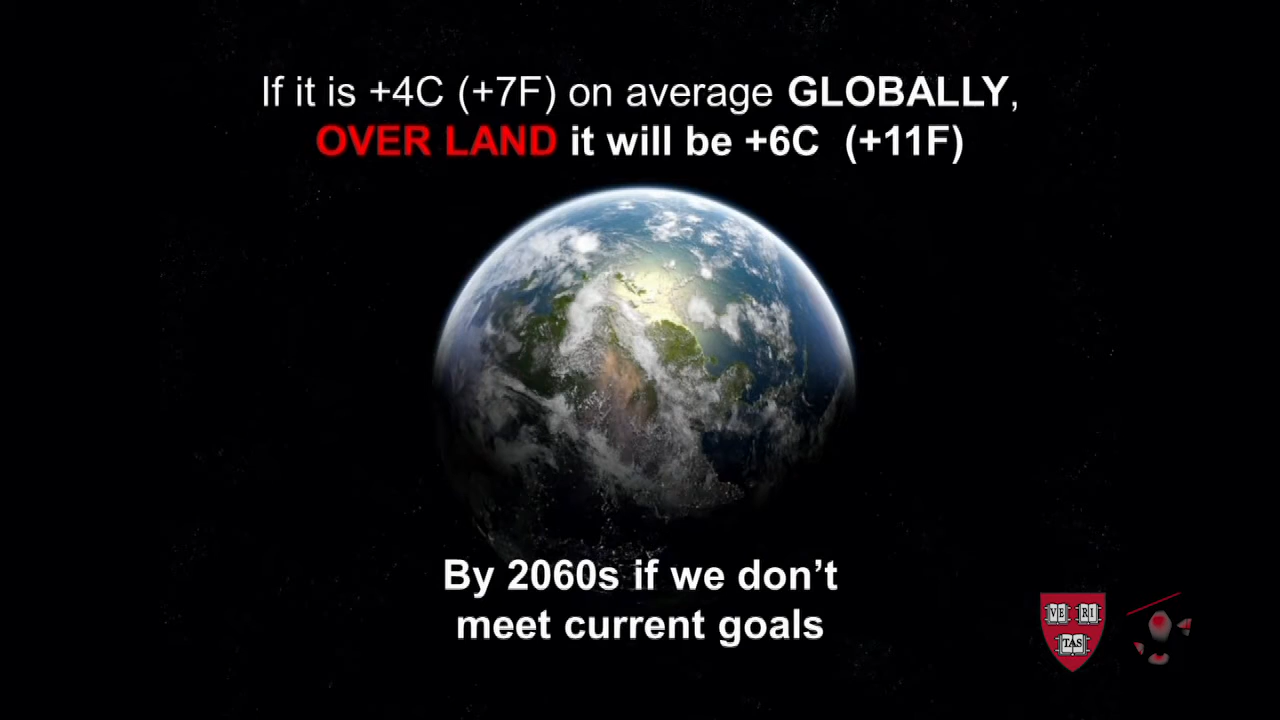 If it is +4C (+7F) on average GLOBALLY,
OVER LAND it will be +6C (+11F)
By 2060s if we don't
meet current goals
VE RI
TAS